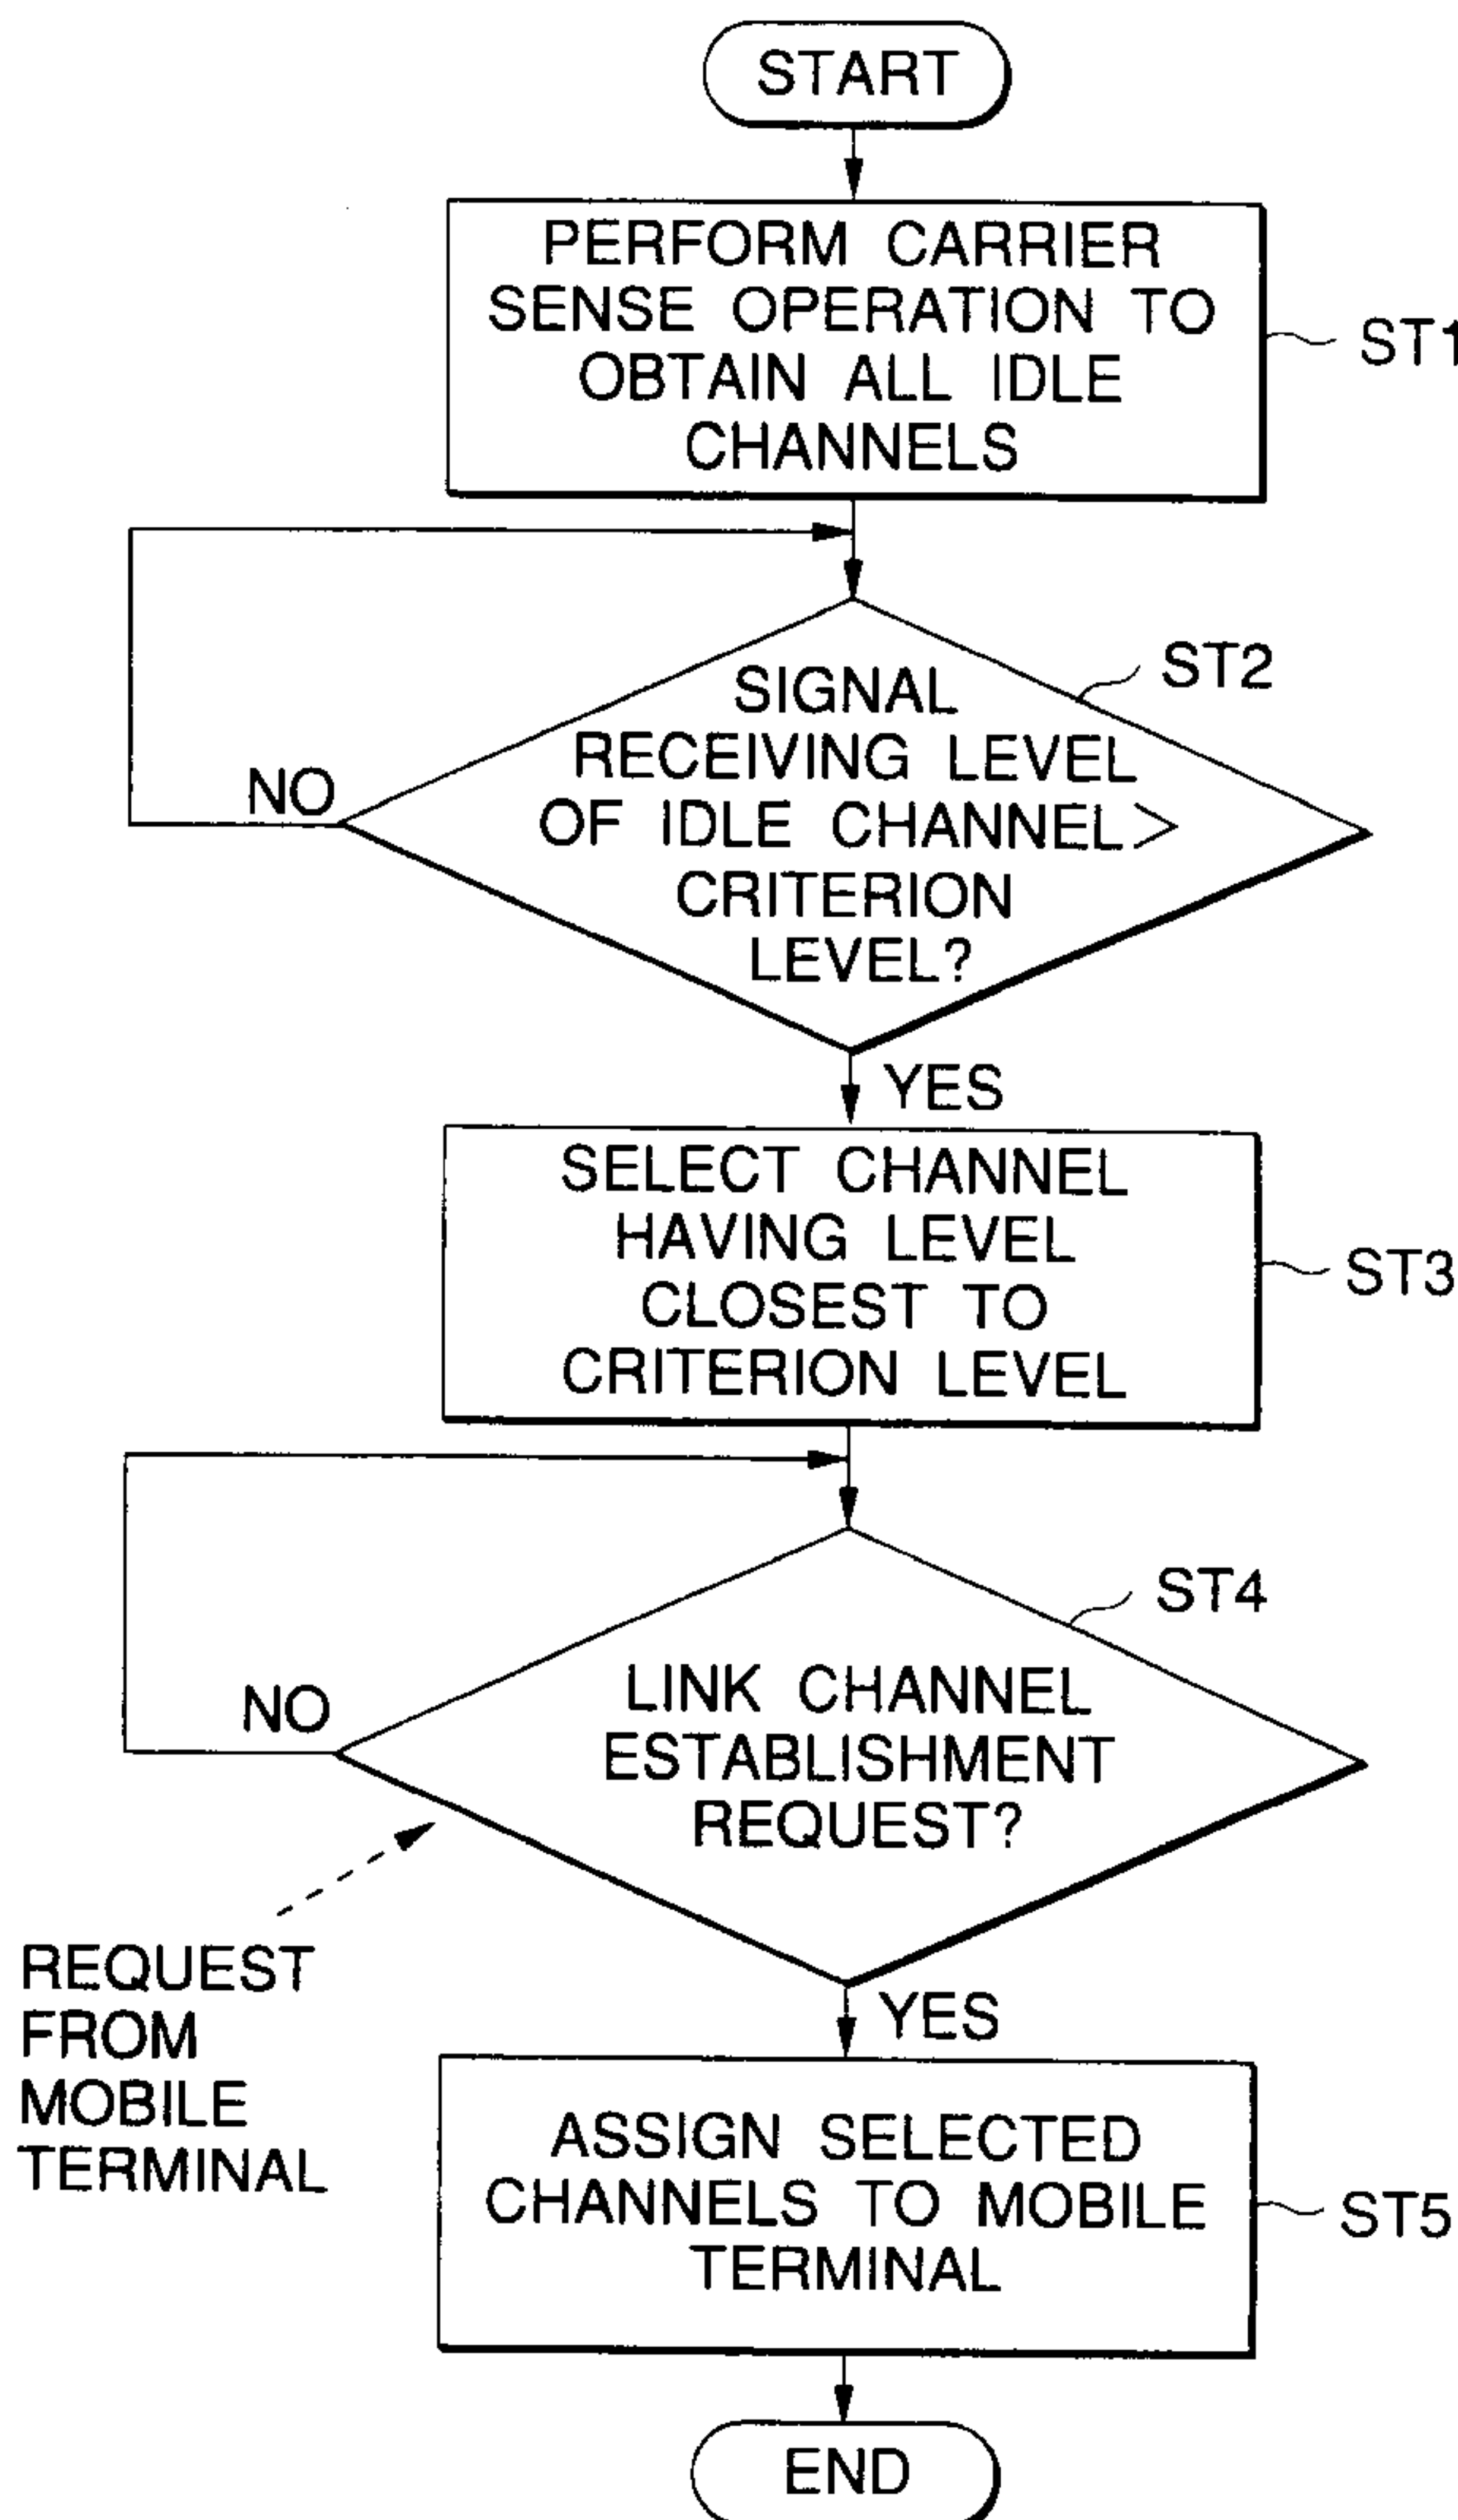 START
PERFORM CARRIER
SENSE OPERATION TO
OBTAIN ALL IDLE
CHANNELS
ST1
ST2
SIGNAL
RECEIVING LEVEL
OF IDLE CHANNEL>
CRITERION
LEVEL?
NO
YES
SELECT CHANNEL
HAVING LEVEL
CLOSEST TO
CRITERION LEVEL
ST3
ST4
LINK CHANNEL
ESTABLISHMENT
REQUEST?
NO
REQUEST
FROM
MOBILE
TERMINAL
YES
ASSIGN SELECTED
CHANNELS TO MOBILE
TERMINAL
ST5
END